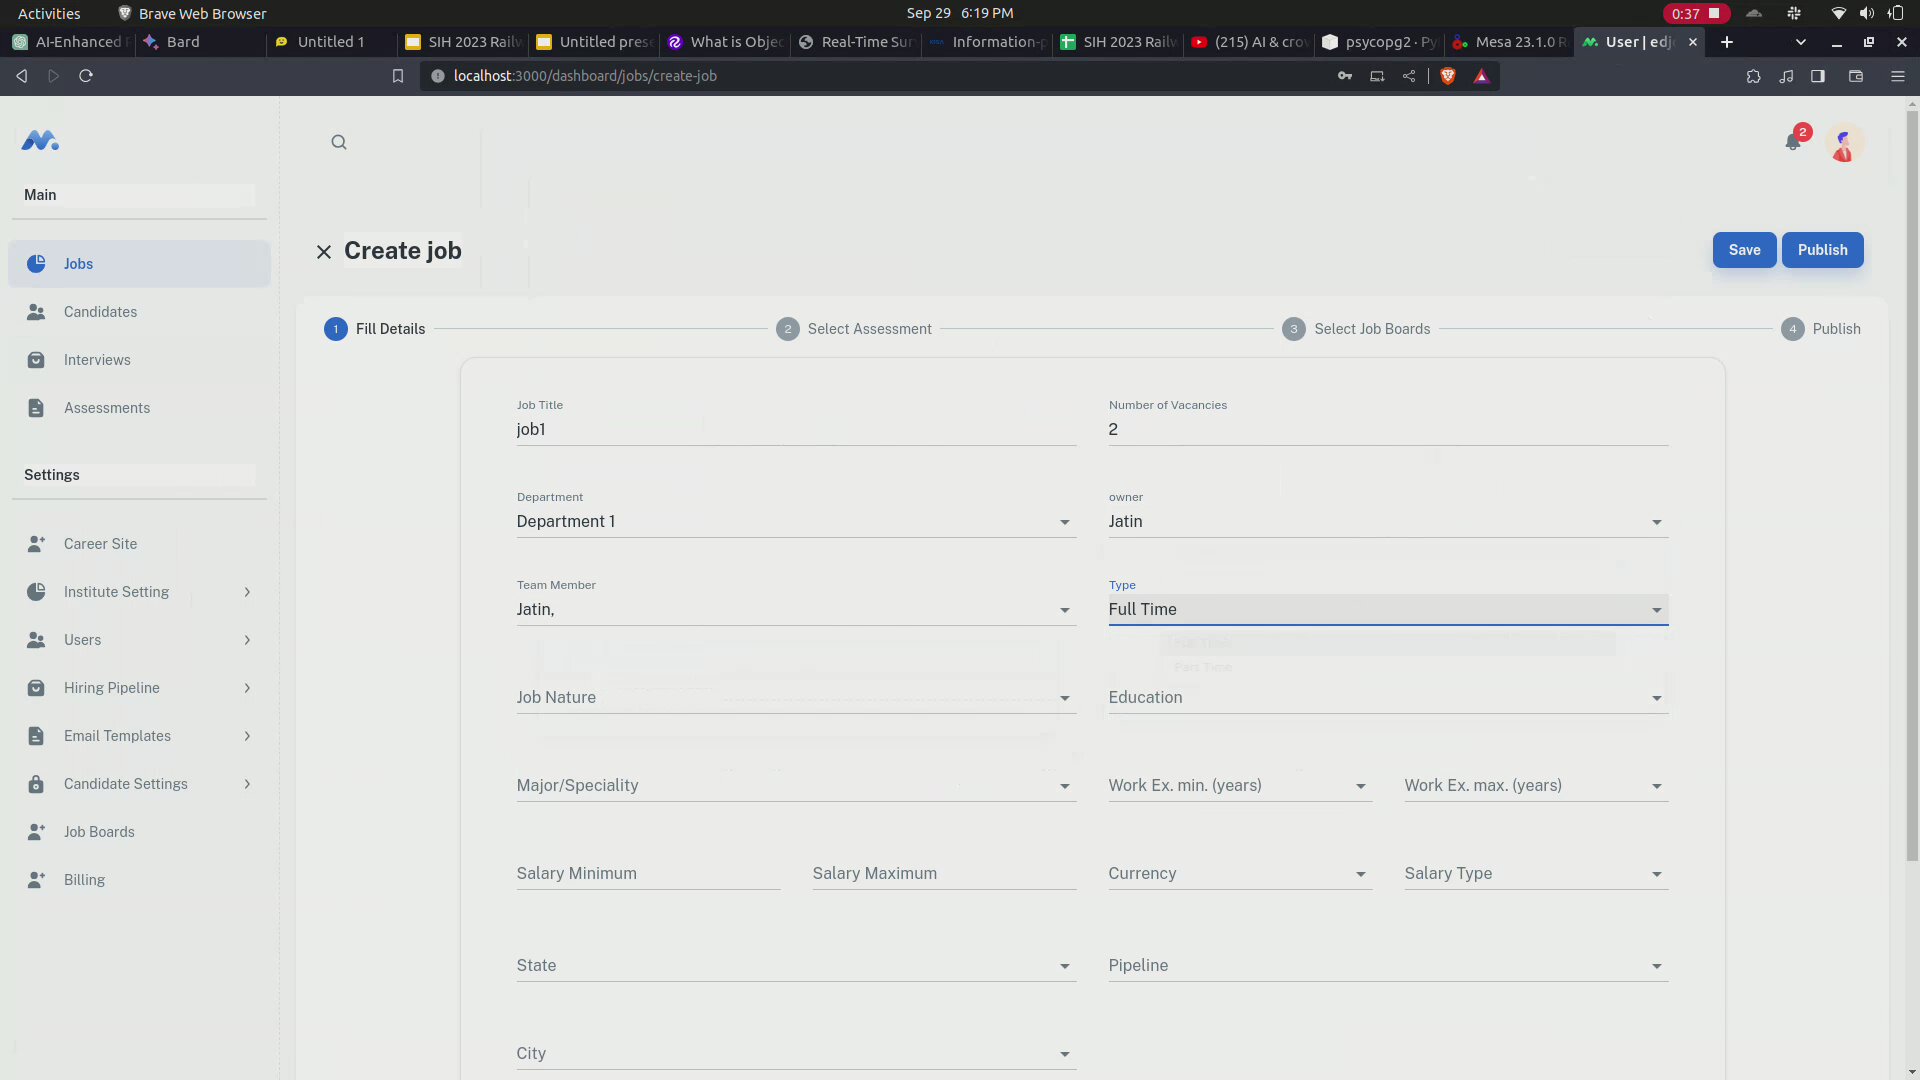 Activities
Brave Web Browser
Sep 29 6:19 PM
0:37
AI-Enhanced
Bard
Untitled 1
SIH 2023 Railw
Untitled prese
What is Objec
Real-Time Sur
Information-p
SIH 2023 Railw
(215) AI & crow
psycopg2 · Py
Mesa 23.1.0 R
User | edj
localhost:3000/dashboard/jobs/create-job
2
Main
Create job
Save
Publish
Jobs
1 Fill Details
2 Select Assessment
3 Select Job Boards
4 Publish
Candidates
Interviews
Assessments
Settings
Career Site
Institute Setting
Users
Hiring Pipeline
Email Templates
Candidate Settings
Job Boards
Billing
Job Title
job1
Number of Vacancies
2
Department
Department 1
owner
Jatin
Team Member
Jatin,
Type
Full Time
Part Time
Job Nature
Education
Major/Speciality
Work Ex. min. (years)
Work Ex. max. (years)
Salary Minimum
Salary Maximum
Currency
Salary Type
State
Pipeline
City